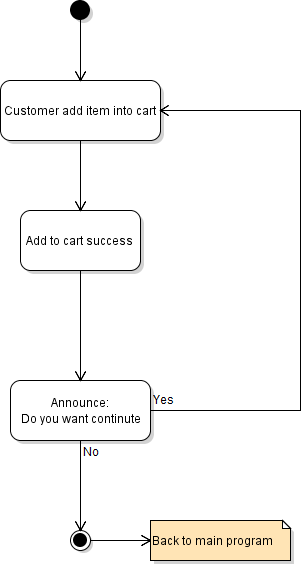 Customer add item into cart
Add to cart success
Announce:
Do you want continute
Yes
No
Back to main program